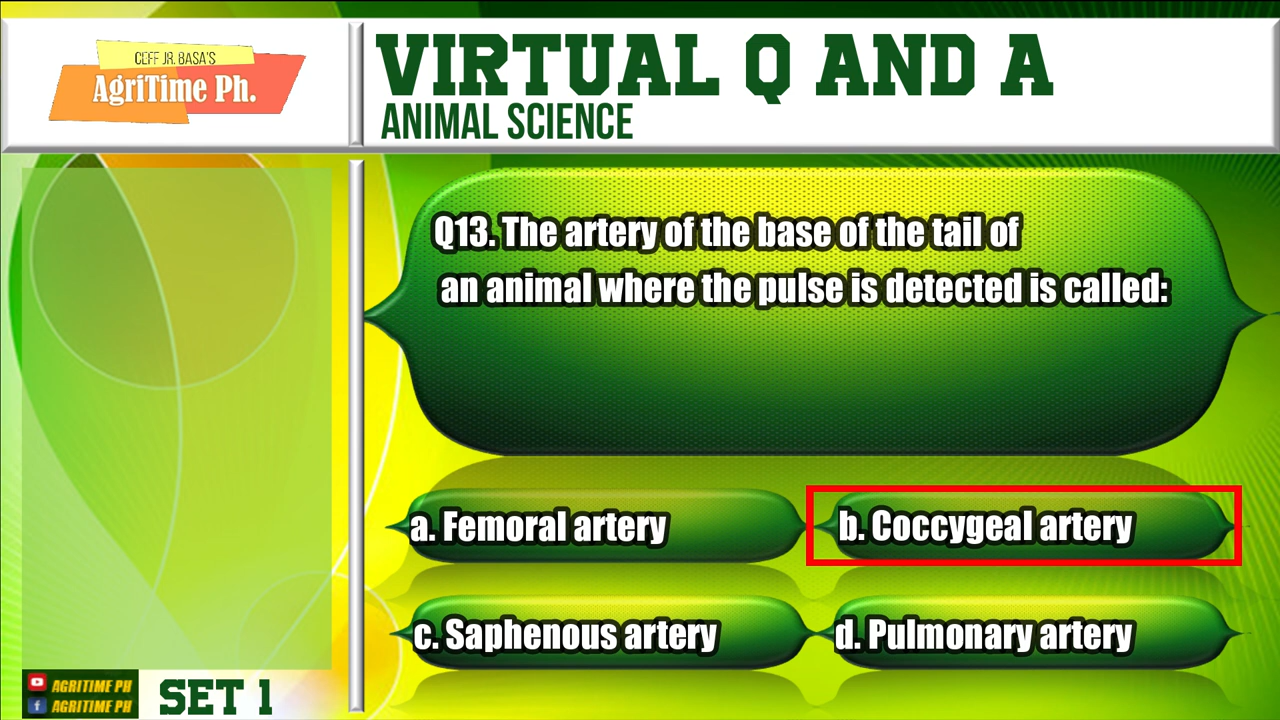 CEFF JR. BASA'S
AgriTime Ph.
VIRTUAL Q AND A
ANIMAL SCIENCE
Q13. The artery of the base of the tail of
an animal where the pulse is detected is called:
a. Femoral artery
b. Coccygeal artery
c. Saphenous artery
d. Pulmonary artery
AGRITIME PH
AGRITIME PH
SET 1